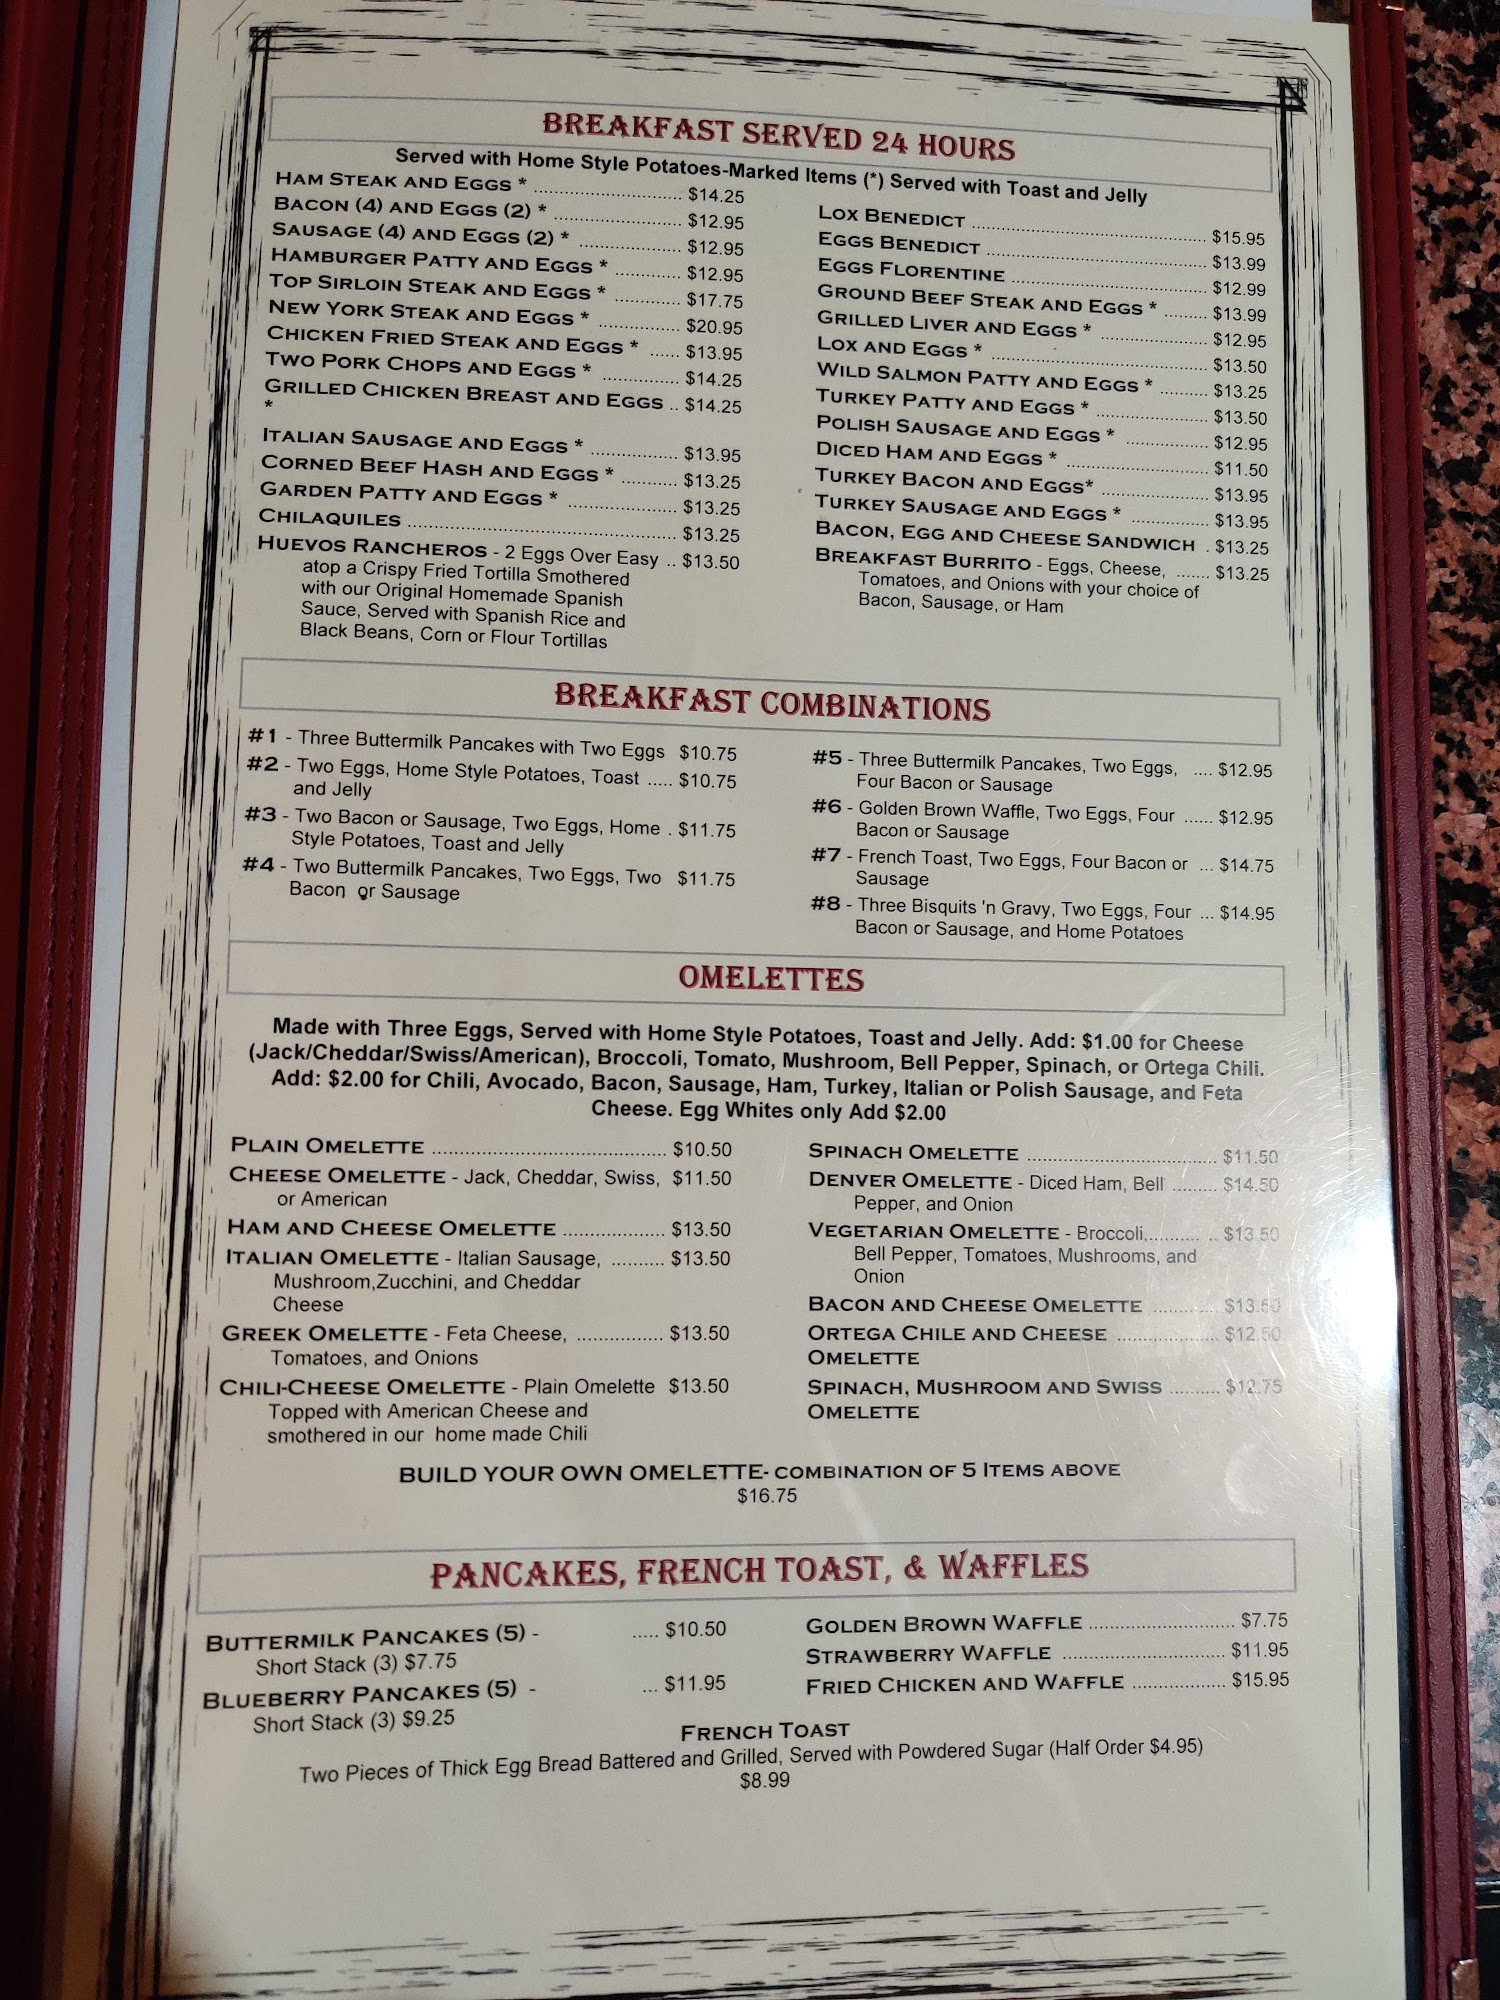 BREAKFAST SERVED 24 HOURS
Served with Home Style Potatoes-Marked Items (*) Served with Toast and Jelly
HAM STEAK AND EGGS * ............ $14.25
BACON (4) AND EGGS (2) * ............ $12.95
SAUSAGE (4) AND EGGS (2) * ............ $12.95
HAMBURGER PATTY AND EGGS * ............ $12.95
TOP SIRLOIN STEAK AND EGGS * ............ $17.75
NEW YORK STEAK AND EGGS * ............ $20.95
CHICKEN FRIED STEAK AND EGGS * ...... $13.95
TWO PORK CHOPS AND EGGS * ............ $14.25
GRILLED CHICKEN BREAST AND EGGS .. $14.25
*
ITALIAN SAUSAGE AND EGGS * ............ $13.95
CORNED BEEF HASH AND EGGS * ............ $13.25
GARDEN PATTY AND EGGS * ............ $13.25
CHILAQUILES ............ $13.25
HUEVOS RANCHEROS - 2 Eggs Over Easy .. $13.50
atop a Crispy Fried Tortilla Smothered
with our Original Homemade Spanish
Sauce, Served with Spanish Rice and
Black Beans, Corn or Flour Tortillas
LOX BENEDICT ............ $15.95
EGGS BENEDICT ............ $13.99
EGGS FLORENTINE ............ $12.99
GROUND BEEF STEAK AND EGGS * ......... $13.99
GRILLED LIVER AND EGGS * ............ $12.95
LOX AND EGGS * ............ $13.50
WILD SALMON PATTY AND EGGS * .......... $13.25
TURKEY PATTY AND EGGS * ............ $13.50
POLISH SAUSAGE AND EGGS * ............ $12.95
DICED HAM AND EGGS * ............ $11.50
TURKEY BACON AND EGGS* ............ $13.95
TURKEY SAUSAGE AND EGGS * ............ $13.95
BACON, EGG AND CHEESE SANDWICH . $13.25
BREAKFAST BURRITO - Eggs, Cheese, ....... $13.25
Tomatoes, and Onions with your choice of
Bacon, Sausage, or Ham
BREAKFAST COMBINATIONS
#1 - Three Buttermilk Pancakes with Two Eggs $10.75
#2 - Two Eggs, Home Style Potatoes, Toast ..... $10.75
and Jelly
#3 - Two Bacon or Sausage, Two Eggs, Home . $11.75
Style Potatoes, Toast and Jelly
#4 - Two Buttermilk Pancakes, Two Eggs, Two $11.75
Bacon or Sausage
#5 - Three Buttermilk Pancakes, Two Eggs, .... $12.95
Four Bacon or Sausage
#6 - Golden Brown Waffle, Two Eggs, Four ...... $12.95
Bacon or Sausage
#7 - French Toast, Two Eggs, Four Bacon or ... $14.75
Sausage
#8 - Three Bisquits 'n Gravy, Two Eggs, Four ... $14.95
Bacon or Sausage, and Home Potatoes
OMELETTES
Made with Three Eggs, Served with Home Style Potatoes, Toast and Jelly. Add: $1.00 for Cheese
(Jack/Cheddar/Swiss/American), Broccoli, Tomato, Mushroom, Bell Pepper, Spinach, or Ortega Chili.
Add: $2.00 for Chili, Avocado, Bacon, Sausage, Ham, Turkey, Italian or Polish Sausage, and Feta
Cheese. Egg Whites only Add $2.00
PLAIN OMELETTE ............ $10.50
CHEESE OMELETTE - Jack, Cheddar, Swiss, $11.50
or American
HAM AND CHEESE OMELETTE ............ $13.50
ITALIAN OMELETTE - Italian Sausage, .......... $13.50
Mushroom,Zucchini, and Cheddar
Cheese
GREEK OMELETTE - Feta Cheese, ............ $13.50
Tomatoes, and Onions
CHILI-CHEESE OMELETTE - Plain Omelette $13.50
Topped with American Cheese and
smothered in our home made Chili
SPINACH OMELETTE ............ $11.50
DENVER OMELETTE - Diced Ham, Bell ......... $14.50
Pepper, and Onion
VEGETARIAN OMELETTE - Broccoli,............ $13.50
Bell Pepper, Tomatoes, Mushrooms, and
Onion
BACON AND CHEESE OMELETTE ............ $13.50
ORTEGA CHILE AND CHEESE ............ $12.50
OMELETTE
SPINACH, MUSHROOM AND SWISS ......... $12.75
OMELETTE
BUILD YOUR OWN OMELETTE- COMBINATION OF 5 ITEMS ABOVE
$16.75
PANCAKES, FRENCH TOAST, & WAFFLES
BUTTERMILK PANCAKES (5) - ..... $10.50
Short Stack (3) $7.75
BLUEBERRY PANCAKES (5) - ... $11.95
Short Stack (3) $9.25
GOLDEN BROWN WAFFLE ............ $7.75
STRAWBERRY WAFFLE ............ $11.95
FRIED CHICKEN AND WAFFLE ............ $15.95
FRENCH TOAST
Two Pieces of Thick Egg Bread Battered and Grilled, Served with Powdered Sugar (Half Order $4.95)
$8.99